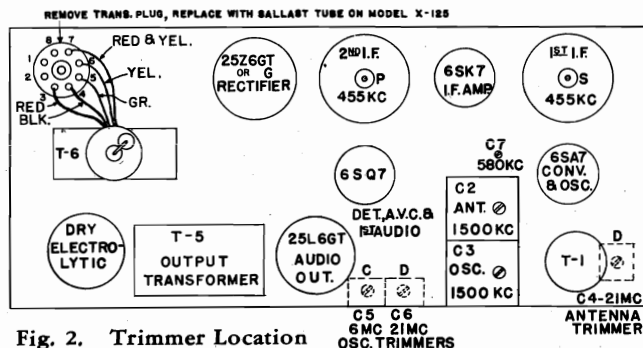 REMOVE TRANS. PLUG, REPLACE WITH BALLAST TUBE ON MODEL X-125
8 7
1 6
2 5
3 4
RED & YEL.
YEL.
GR.
RED
BLK.
T-6
25Z6GT
OR G
RECTIFIER
2ND I.F.
P
455KC
6SK7
I.F. AMP
1ST I.F.
S
455KC
C7
580KC
6SQ7
DET, A.V.C. &
1ST AUDIO
6SA7
CONV.
& OSC.
C2
ANT.
1500 KC
C3
OSC.
1500 KC
DRY
ELECTRO-
LYTIC
T-5
OUTPUT
TRANSFORMER
25L6GT
AUDIO
OUT.
C D
T-1
D
C5 C6
6MC 21MC
OSC. TRIMMERS
C4-21MC
ANTENNA
TRIMMER
Fig. 2. Trimmer Location